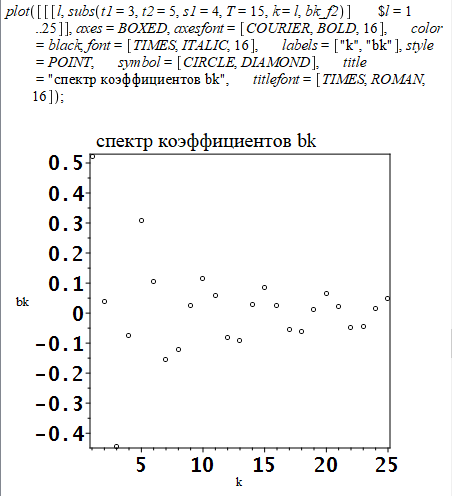 plot([[[l, subs(t1 = 3, t2 = 5, s1 = 4, T = 15, k = l, bk_f2)] $l = 1
..25]], axes = BOXED, axesfont = [COURIER, BOLD, 16], color
= black, font = [TIMES, ITALIC, 16], labels = ["k", "bk"], style
= POINT, symbol = [CIRCLE, DIAMOND], title
= "спектр коэффициентов bk", titlefont = [TIMES, ROMAN,
16]);
спектр коэффициентов bk
0.5
0.4
0.3
0.2
0.1
bk
0
-0.1
-0.2
-0.3
-0.4
5 10 15 20 25
k